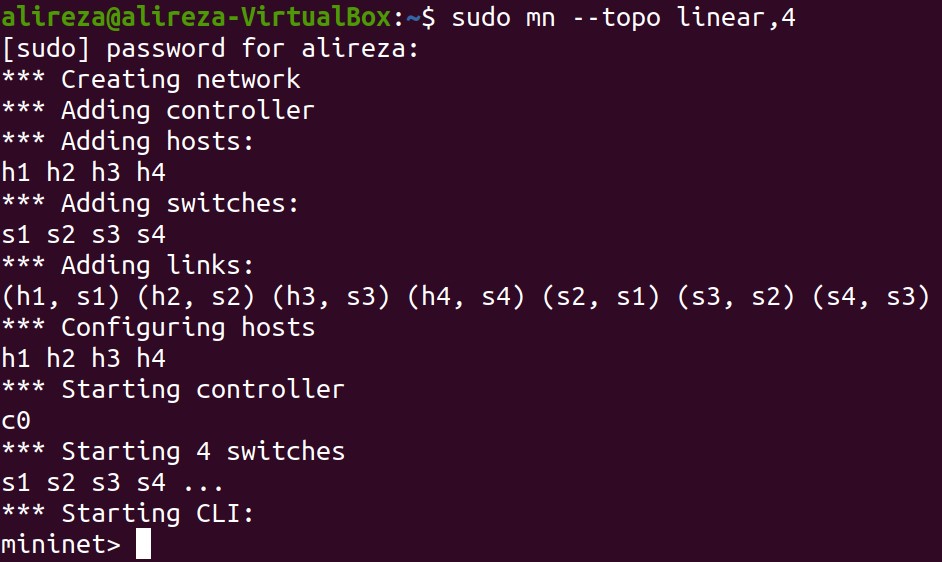 alireza@alireza-VirtualBox:~$ sudo mn --topo linear,4
[sudo] password for alireza:
*** Creating network
*** Adding controller
*** Adding hosts:
h1 h2 h3 h4
*** Adding switches:
s1 s2 s3 s4
*** Adding links:
(h1, s1) (h2, s2) (h3, s3) (h4, s4) (s2, s1) (s3, s2) (s4, s3)
*** Configuring hosts
h1 h2 h3 h4
*** Starting controller
c0
*** Starting 4 switches
s1 s2 s3 s4 ...
*** Starting CLI:
mininet>